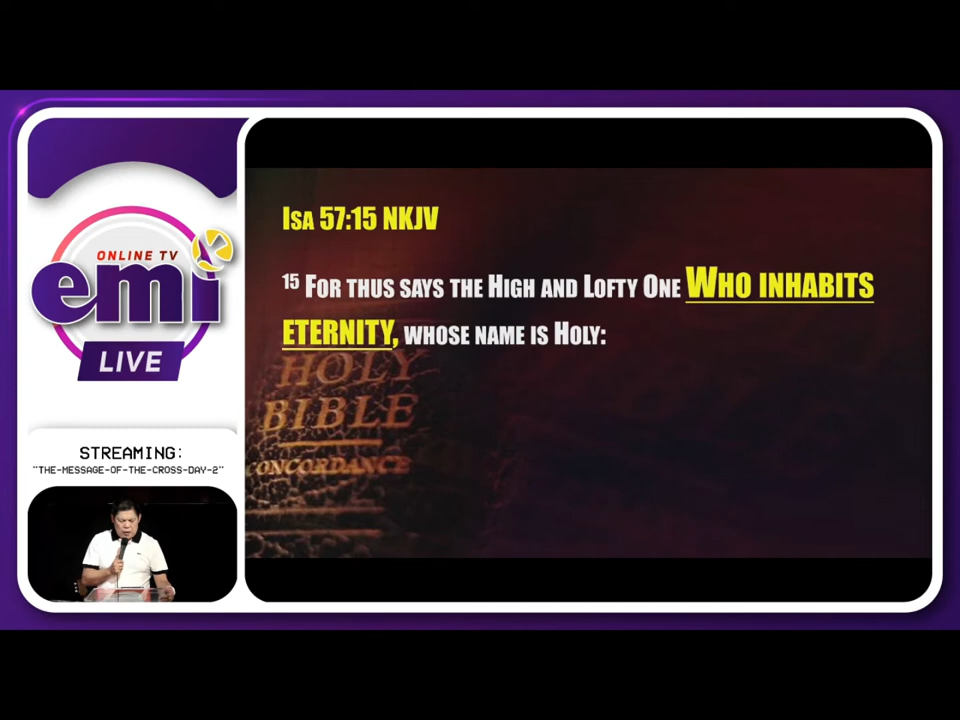 ONLINE TV
emi
LIVE
STREAMING:
"THE-MESSAGE-OF-THE-CROSS-DAY-2"
Isa 57:15 NKJV
15 For thus says the High and Lofty One Who inhabits
eternity, whose name is Holy:
HOLY
BIBLE
CONCORDANCE